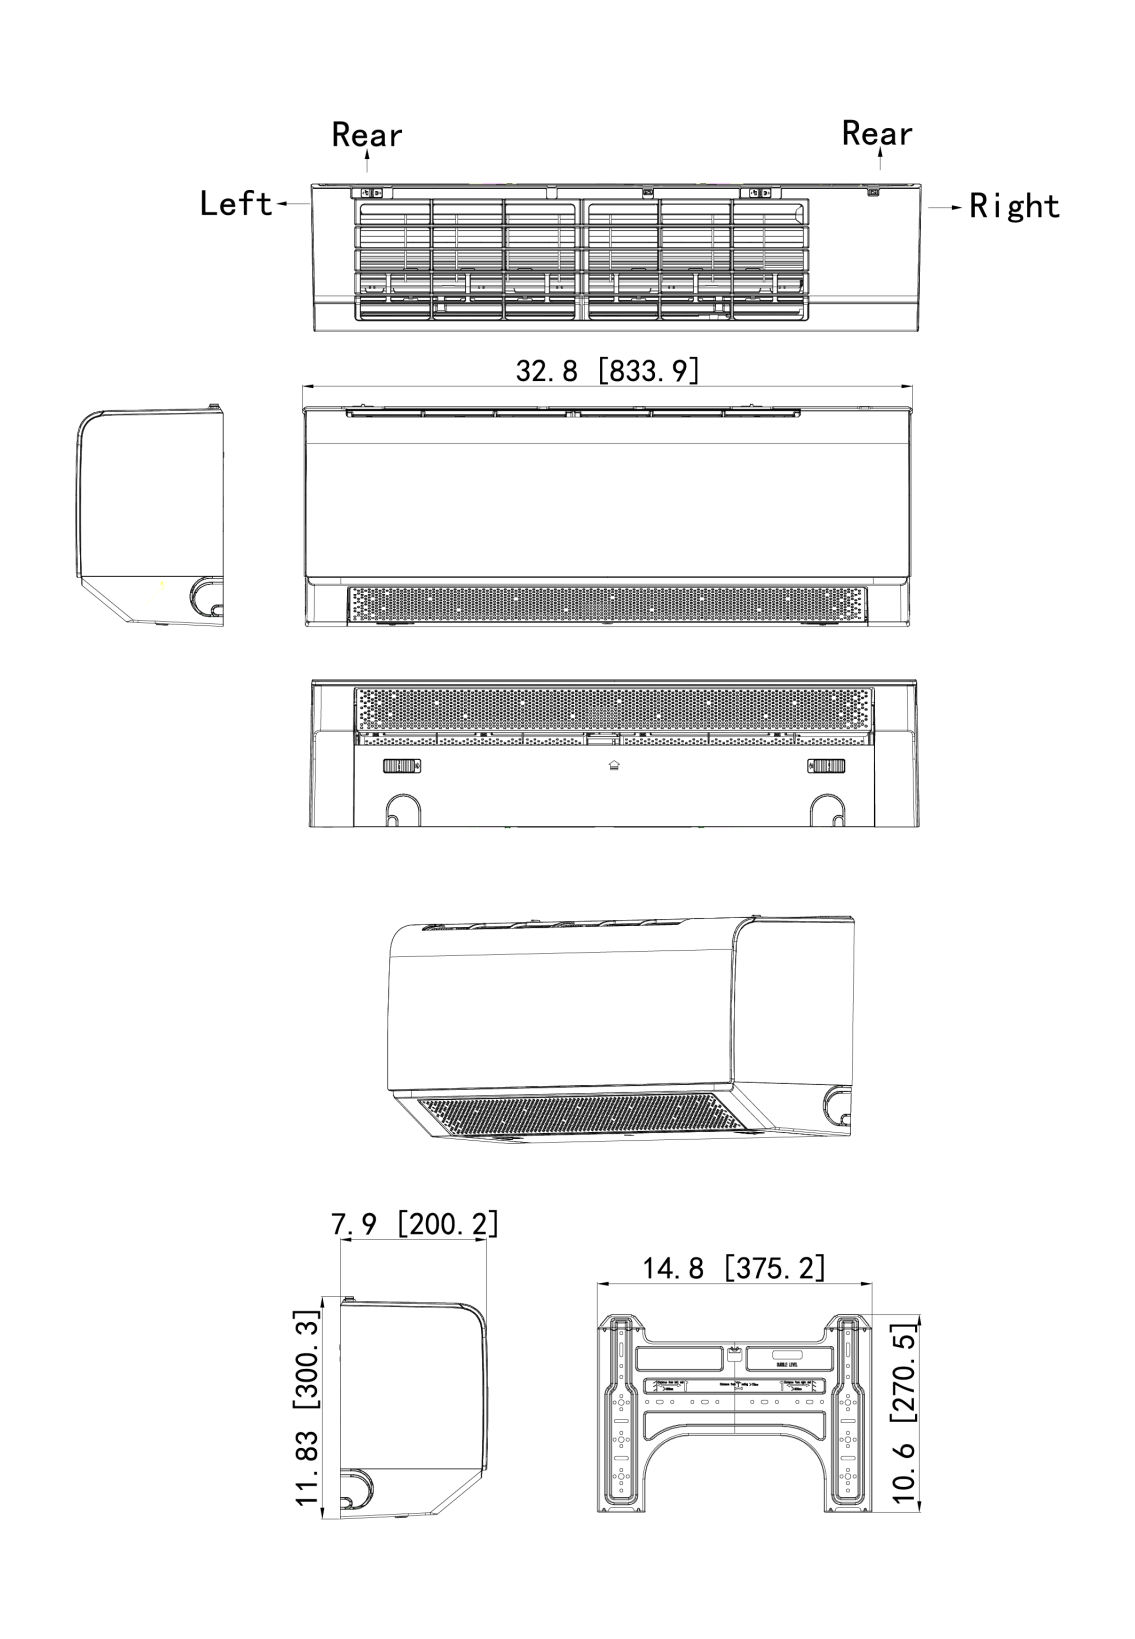 Rear
Rear
Left
Right
32.8 [833.9]
7.9 [200.2]
14.8 [375.2]
11.83 [300.3]
10.6 [270.5]
BUBBLE LEVEL